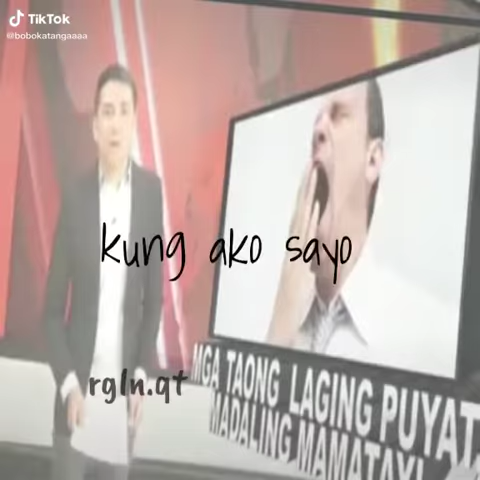 TikTok
@bobokatangaaaa
kung ako sayo
rgln.qt
MGA TAONG LAGING PUYAT
MADALING MAMATAY!